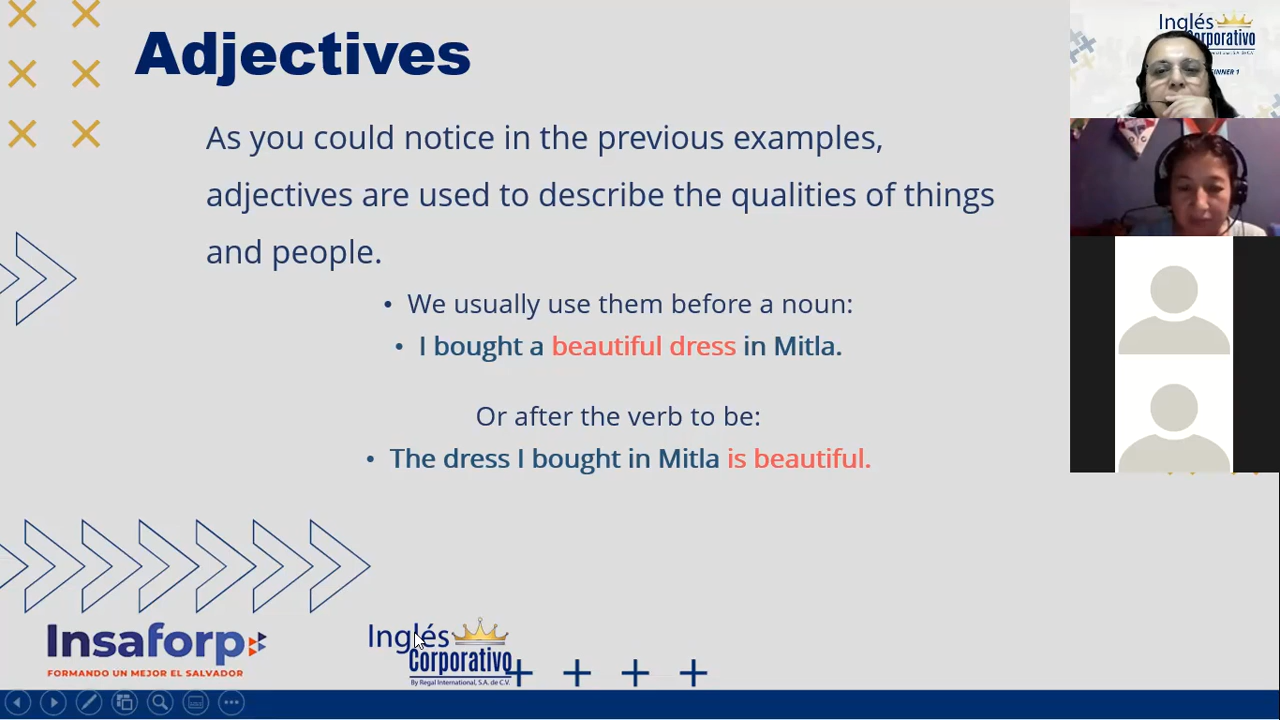 Adjectives
As you could notice in the previous examples,
adjectives are used to describe the qualities of things
and people.
• We usually use them before a noun:
• I bought a beautiful dress in Mitla.
Or after the verb to be:
• The dress I bought in Mitla is beautiful.
Insaforp
FORMANDO UN MEJOR EL SALVADOR
Inglés
Corporativo
By Regal International, S.A. de C.V.
Inglés
Corporativo